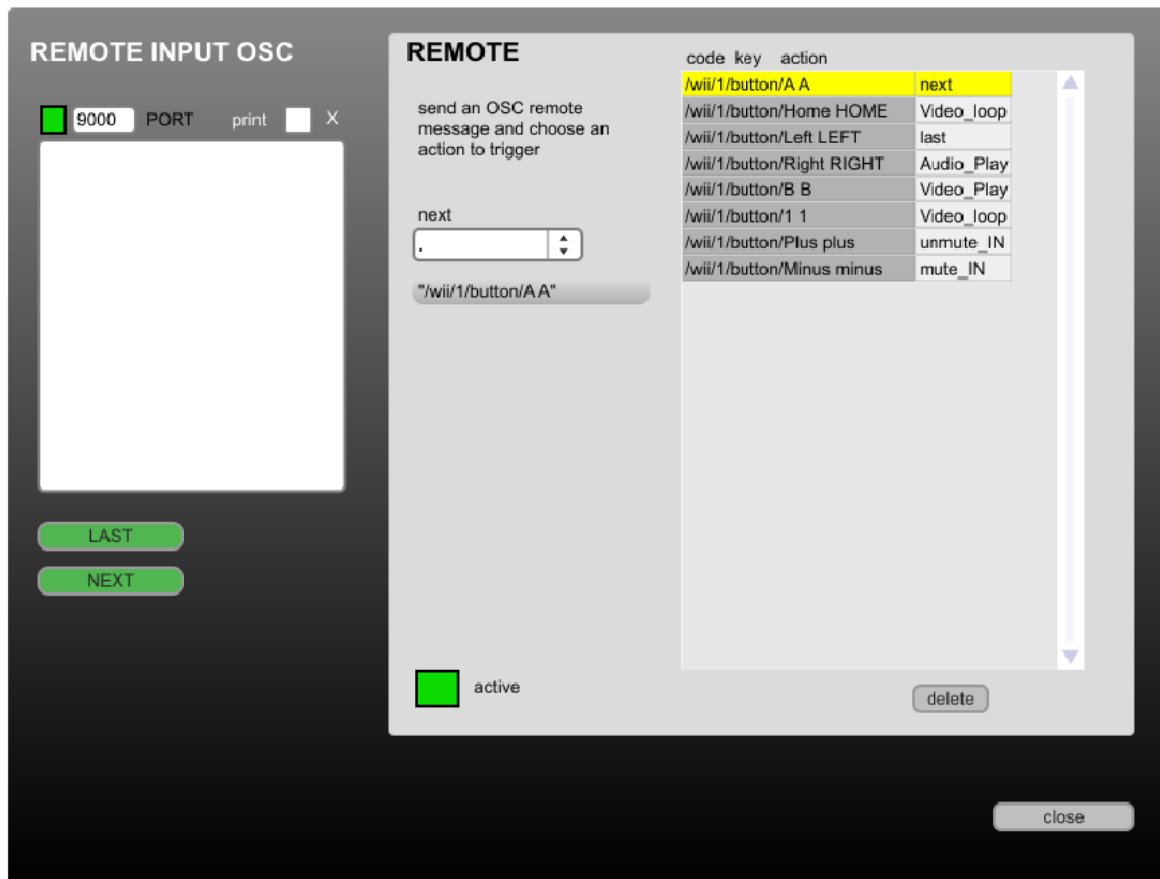 REMOTE INPUT OSC
9000 PORT print X
LAST
NEXT
REMOTE
send an OSC remote
message and choose an
action to trigger
next
.
"/wii/1/button/A A"
active
code key action
/wii/1/button/A A next
/wii/1/button/Home HOME Video_loop
/wii/1/button/Left LEFT last
/wii/1/button/Right RIGHT Audio_Play
/wii/1/button/B B Video_Play
/wii/1/button/1 1 Video_loop
/wii/1/button/Plus plus unmute_IN
/wii/1/button/Minus minus mute_IN
delete
close